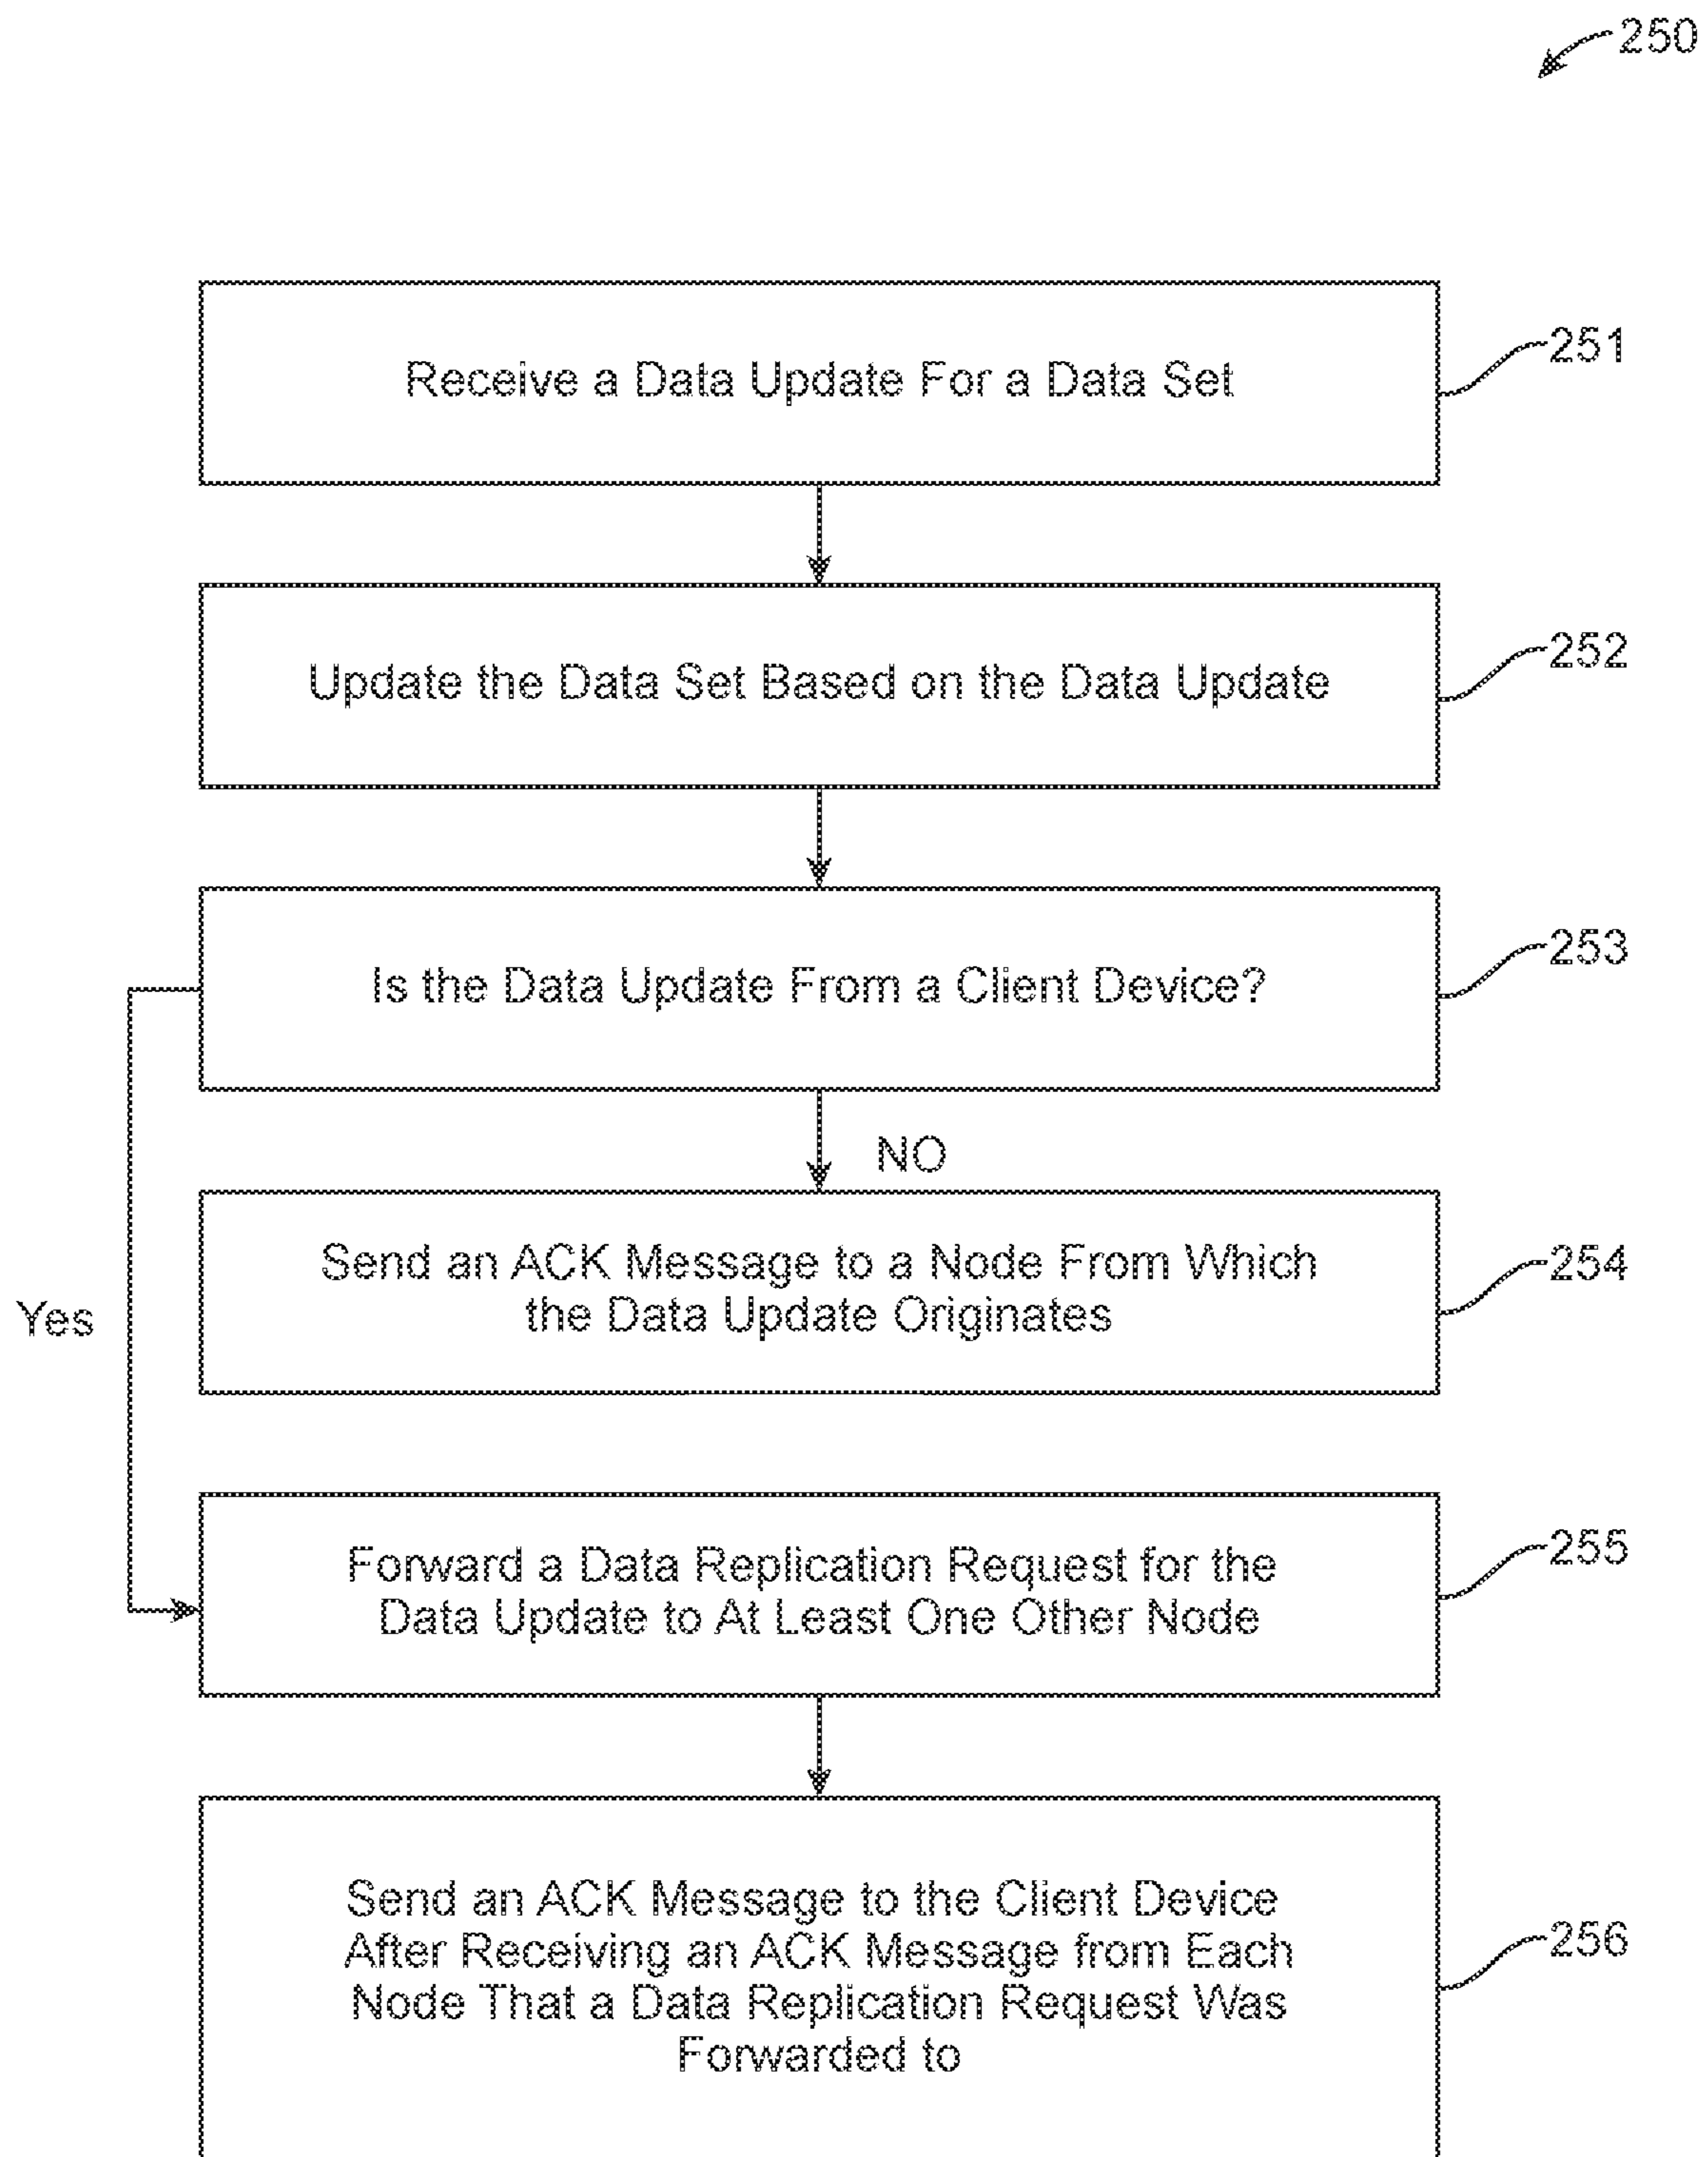 250
Receive a Data Update For a Data Set
251
Update the Data Set Based on the Data Update
252
Is the Data Update From a Client Device?
253
NO
Send an ACK Message to a Node From Which
the Data Update Originates
254
Yes
Forward a Data Replication Request for the
Data Update to At Least One Other Node
255
Send an ACK Message to the Client Device
After Receiving an ACK Message from Each
Node That a Data Replication Request Was
Forwarded to
256